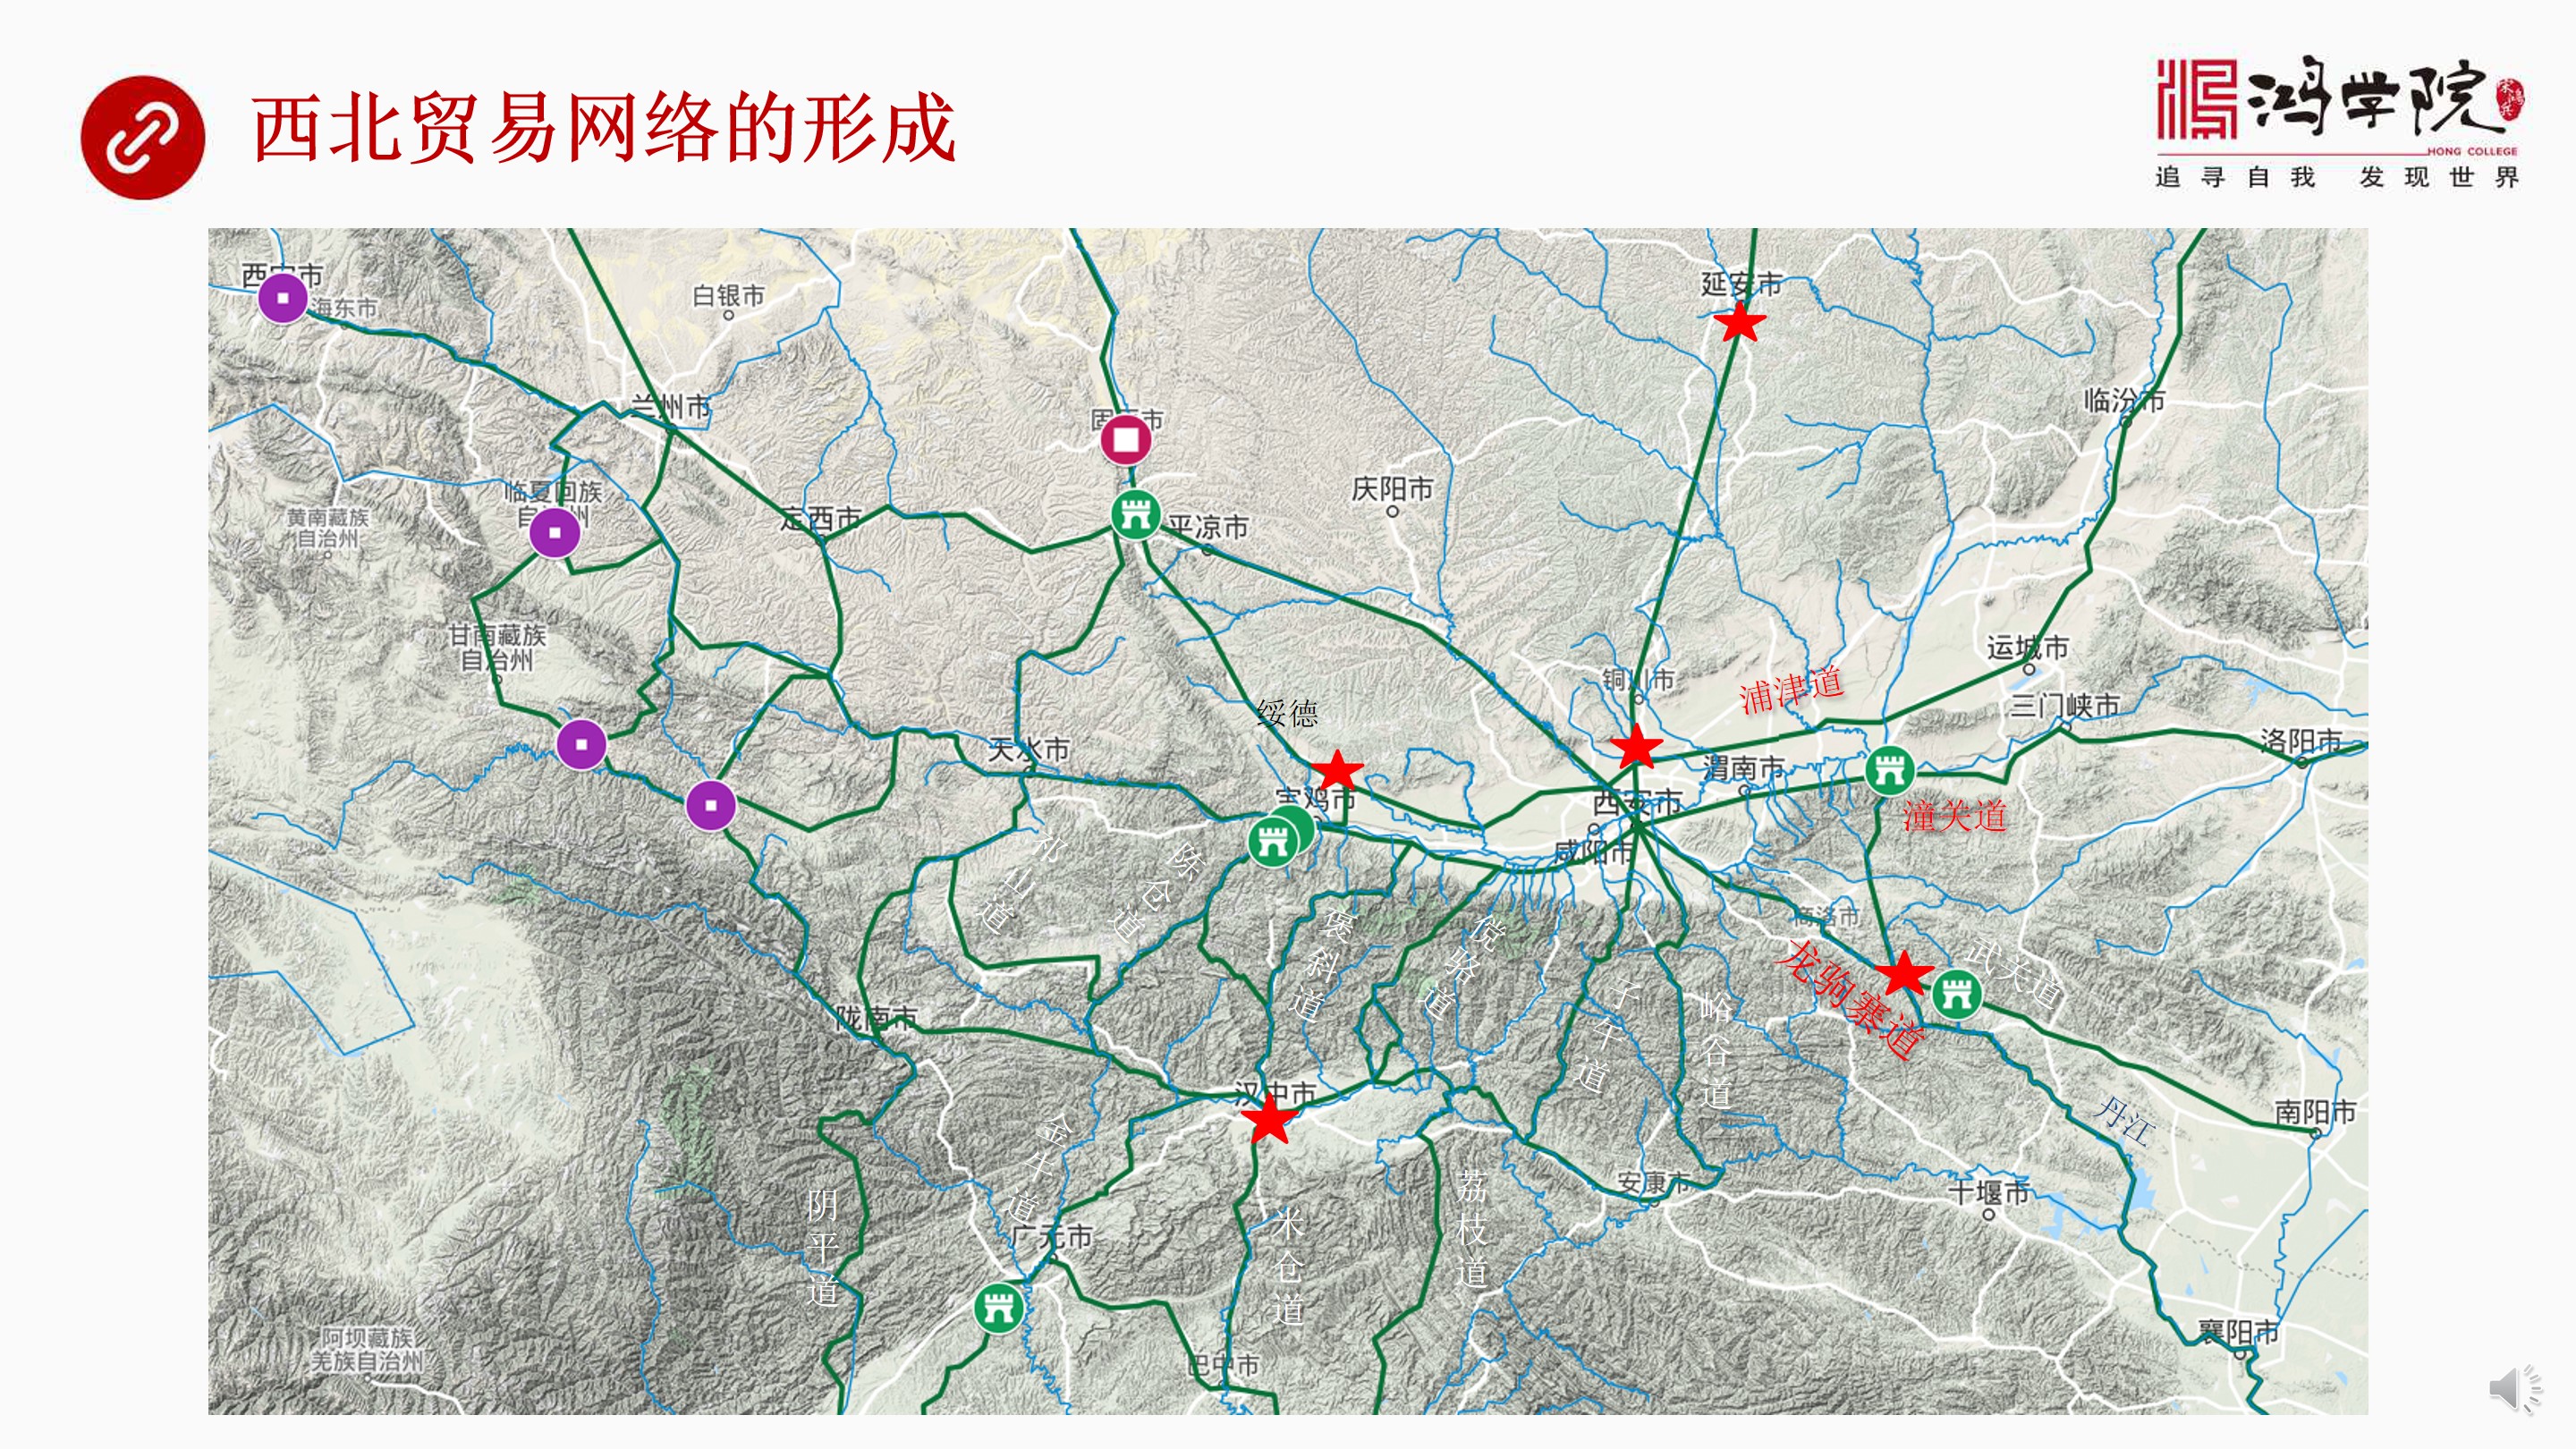 西北贸易网络的形成
鸿学院
HONG COLLEGE
追寻自我 发现世界
西宁市
海东市
白银市
延安市
兰州市
临汾市
固原市
临夏回族
自治州
庆阳市
黄南藏族
自治州
定西市
平凉市
甘南藏族
自治州
运城市
铜川市
浦津道
三门峡市
绥德
洛阳市
天水市
渭南市
宝鸡市
西安市
潼关道
咸阳市
祁山道
陈仓道
褒斜道
傥骆道
商洛市
龙驹寨道
武关道
子午道
峪谷道
陇南市
汉中市
丹江
南阳市
金牛道
荔枝道
安康市
十堰市
阴平道
米仓道
广元市
襄阳市
阿坝藏族
羌族自治州
巴中市